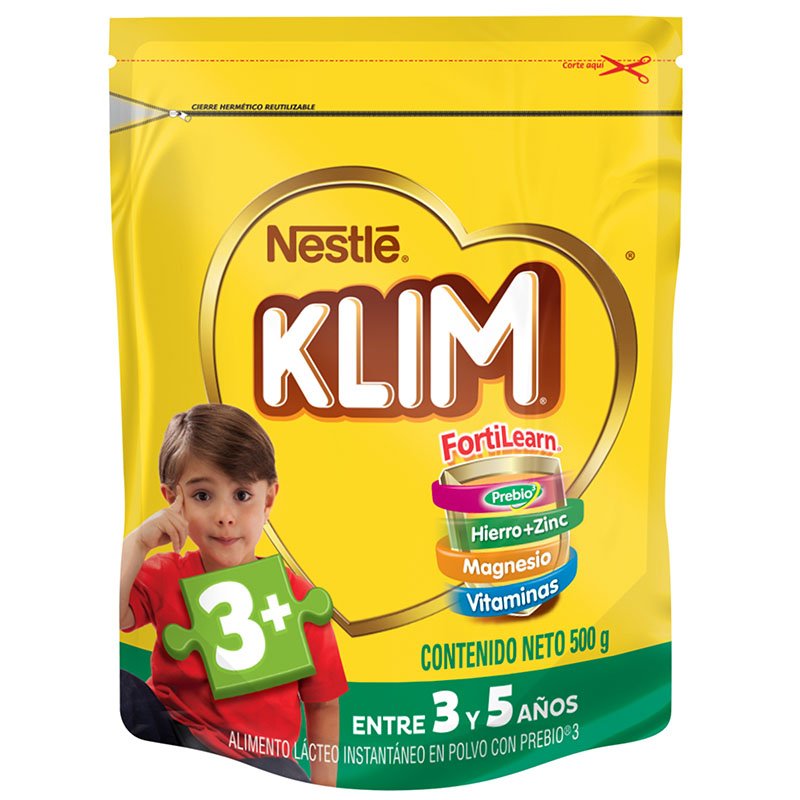 Corte aquí
CIERRE HERMÉTICO REUTILIZABLE
Nestlé®
®
KLIM®
FortiLearn
Prebio³
Hierro+Zinc
Magnesio
Vitaminas
3+
CONTENIDO NETO 500 g
ENTRE 3 Y 5 AÑOS
ALIMENTO LÁCTEO INSTANTÁNEO EN POLVO CON PREBIO®3